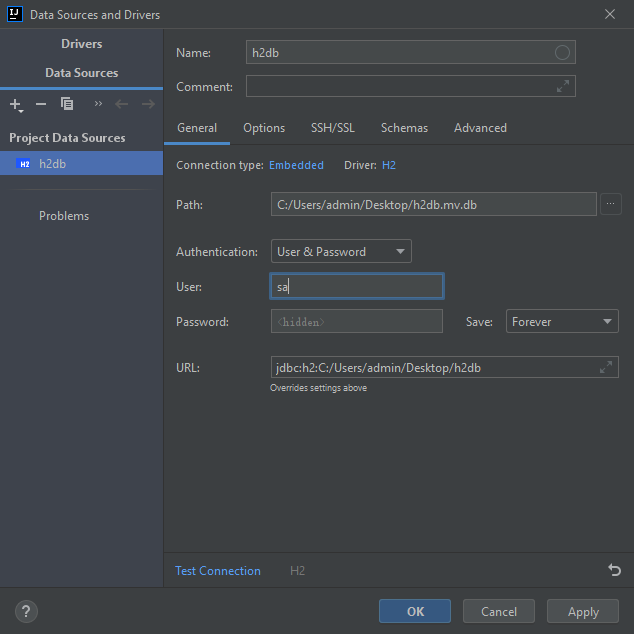 Data Sources and Drivers
Drivers
Data Sources
Project Data Sources
H2 h2db
Problems
Name: h2db
Comment:
General Options SSH/SSL Schemas Advanced
Connection type: Embedded Driver: H2
Path: C:/Users/admin/Desktop/h2db.mv.db ...
Authentication: User & Password
User: sa
Password: <hidden> Save: Forever
URL: jdbc:h2:C:/Users/admin/Desktop/h2db
Overrides settings above
Test Connection H2
? OK Cancel Apply